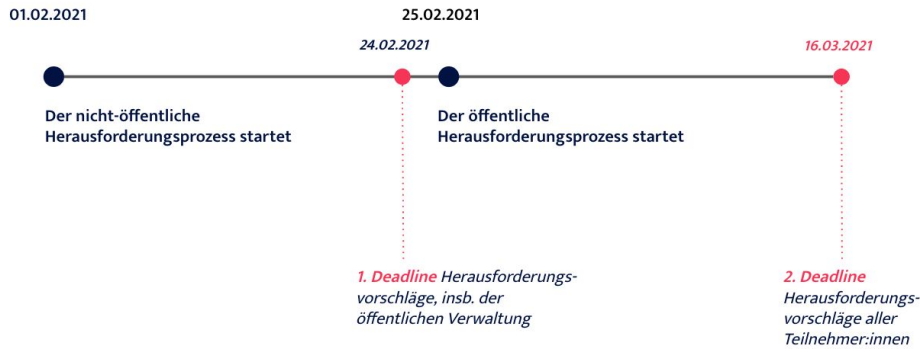 01.02.2021
25.02.2021
24.02.2021
16.03.2021
Der nicht-öffentliche
Herausforderungsprozess startet
Der öffentliche
Herausforderungsprozess startet
1. Deadline Herausforderungs-
vorschläge, insb. der
öffentlichen Verwaltung
2. Deadline
Herausforderungs-
vorschläge aller
Teilnehmer:innen